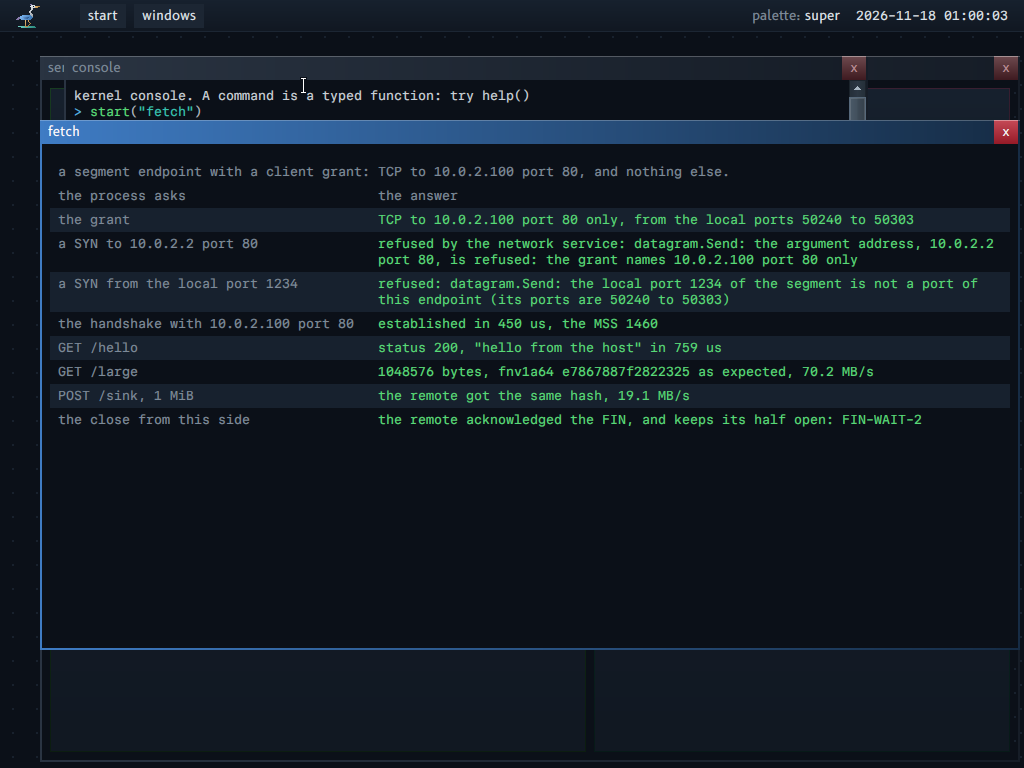 start windows palette: super 2026-11-18 01:00:03
ser console x x
kernel console. A command is a typed function: try help()
> start("fetch")
fetch x
a segment endpoint with a client grant: TCP to 10.0.2.100 port 80, and nothing else.
the process asks the answer
the grant TCP to 10.0.2.100 port 80 only, from the local ports 50240 to 50303
a SYN to 10.0.2.2 port 80 refused by the network service: datagram.Send: the argument address, 10.0.2.2
port 80, is refused: the grant names 10.0.2.100 port 80 only
a SYN from the local port 1234 refused: datagram.Send: the local port 1234 of the segment is not a port of
this endpoint (its ports are 50240 to 50303)
the handshake with 10.0.2.100 port 80 established in 450 us, the MSS 1460
GET /hello status 200, "hello from the host" in 759 us
GET /large 1048576 bytes, fnv1a64 e7867887f2822325 as expected, 70.2 MB/s
POST /sink, 1 MiB the remote got the same hash, 19.1 MB/s
the close from this side the remote acknowledged the FIN, and keeps its half open: FIN-WAIT-2